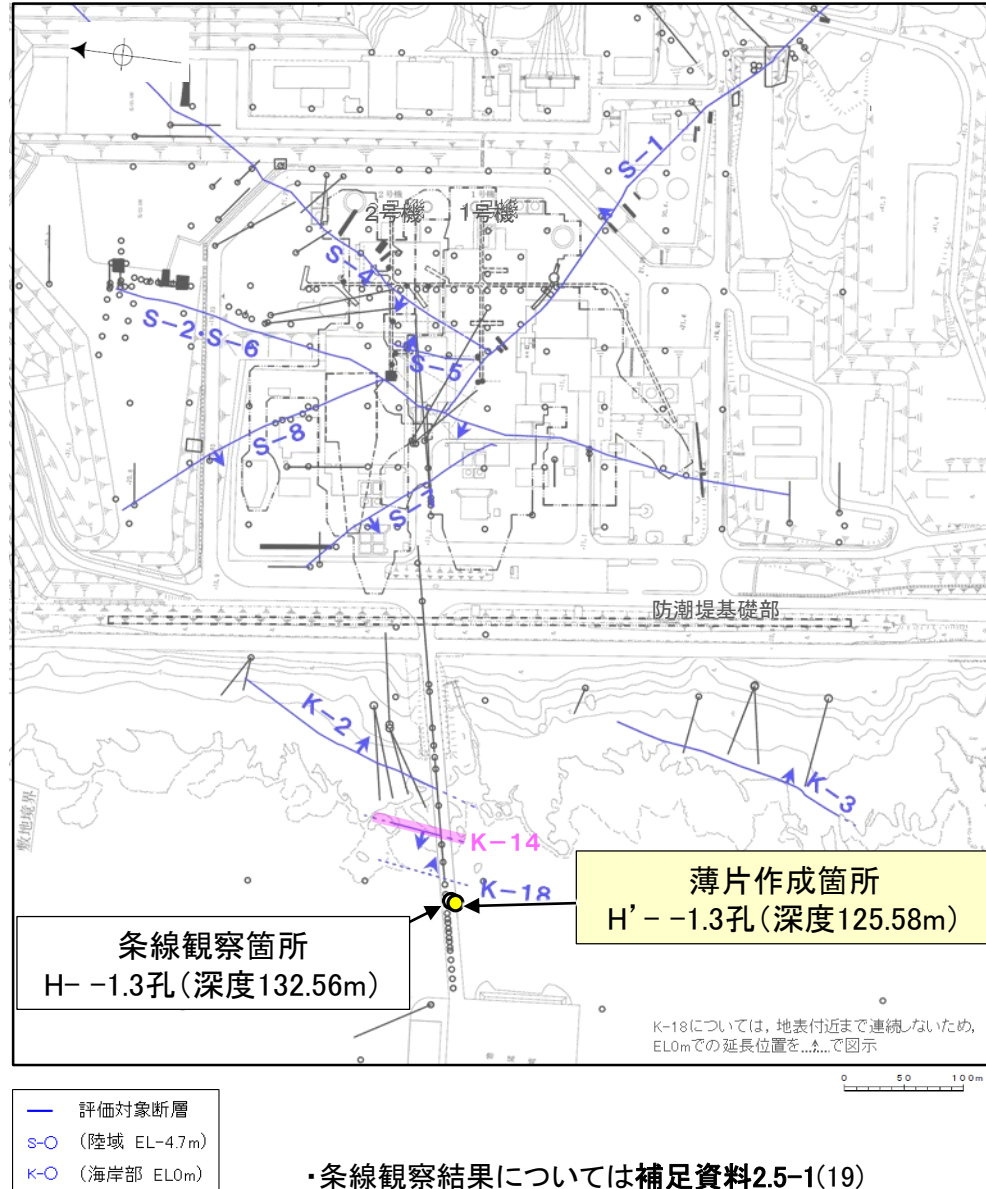 S-1
2号機
1号機
S-4
S-2・S-6
S-5
S-8
S-7
防潮堤基礎部
K-2
K-3
敷地境界
K-14
K-18
薄片作成箇所
H’- -1.3孔(深度125.58m)
条線観察箇所
H- -1.3孔(深度132.56m)
K-18については，地表付近まで連続しないため，
EL0mでの延長位置を...で図示
0 50 100m
評価対象断層
S-○ (陸域 EL-4.7m)
K-○ (海岸部 EL0m)
・条線観察結果については補足資料2.5-1(19)